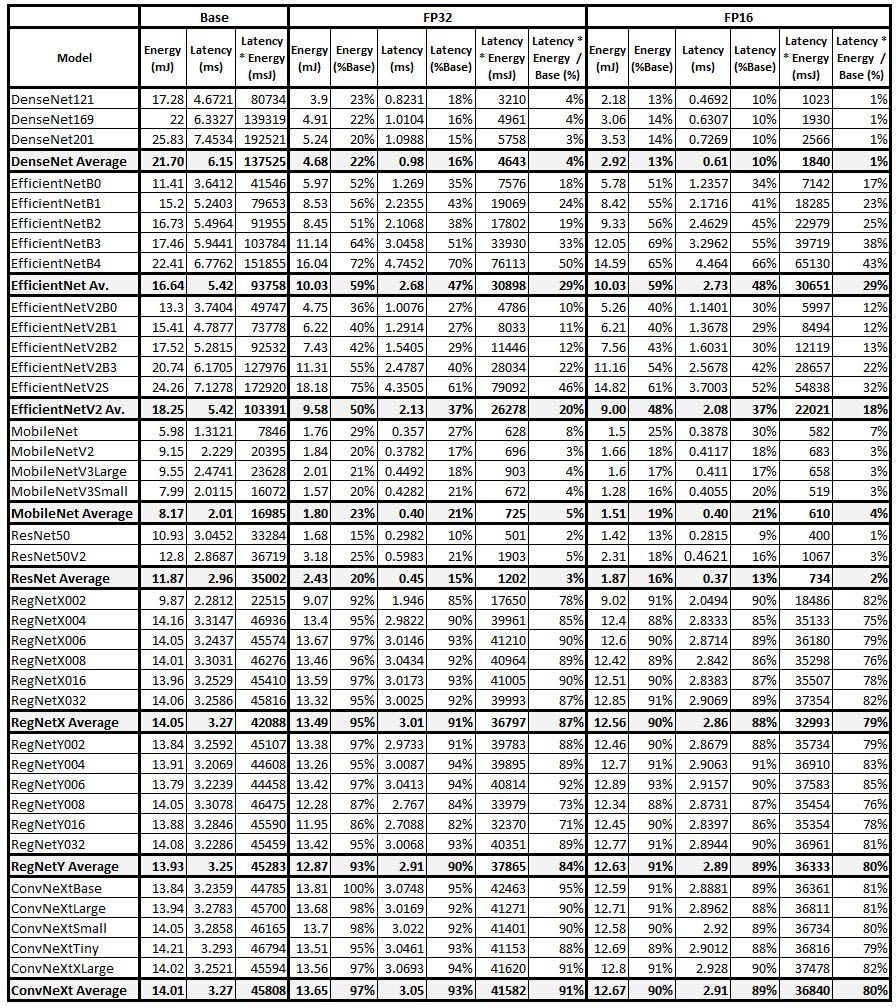 Base FP32 FP16
Model Energy (mJ) Latency (ms) Latency * Energy (msJ) Energy (mJ) Energy (%Base) Latency (ms) Latency (%Base) Latency * Energy (msJ) Latency * Energy / Base (%) Energy (mJ) Energy (%Base) Latency (ms) Latency (%Base) Latency * Energy (msJ) Latency * Energy / Base (%)
DenseNet121 17.28 4.6721 80734 3.9 23% 0.8231 18% 3210 4% 2.18 13% 0.4692 10% 1023 1%
DenseNet169 22 6.3327 139319 4.91 22% 1.0104 16% 4961 4% 3.06 14% 0.6307 10% 1930 1%
DenseNet201 25.83 7.4534 192521 5.24 20% 1.0988 15% 5758 3% 3.53 14% 0.7269 10% 2566 1%
DenseNet Average 21.70 6.15 137525 4.68 22% 0.98 16% 4643 4% 2.92 13% 0.61 10% 1840 1%
EfficientNetB0 11.41 3.6412 41546 5.97 52% 1.269 35% 7576 18% 5.78 51% 1.2357 34% 7142 17%
EfficientNetB1 15.2 5.2403 79653 8.53 56% 2.2355 43% 19069 24% 8.42 55% 2.1716 41% 18285 23%
EfficientNetB2 16.73 5.4964 91955 8.45 51% 2.1068 38% 17802 19% 9.33 56% 2.4629 45% 22979 25%
EfficientNetB3 17.46 5.9441 103784 11.14 64% 3.0458 51% 33930 33% 12.05 69% 3.2962 55% 39719 38%
EfficientNetB4 22.41 6.7762 151855 16.04 72% 4.7452 70% 76113 50% 14.59 65% 4.464 66% 65130 43%
EfficientNet Av. 16.64 5.42 93758 10.03 59% 2.68 47% 30898 29% 10.03 59% 2.73 48% 30651 29%
EfficientNetV2B0 13.3 3.7404 49747 4.75 36% 1.0076 27% 4786 10% 5.26 40% 1.1401 30% 5997 12%
EfficientNetV2B1 15.41 4.7877 73778 6.22 40% 1.2914 27% 8033 11% 6.21 40% 1.3678 29% 8494 12%
EfficientNetV2B2 17.52 5.2815 92532 7.43 42% 1.5405 29% 11446 12% 7.56 43% 1.6031 30% 12119 13%
EfficientNetV2B3 20.74 6.1705 127976 11.31 55% 2.4787 40% 28034 22% 11.16 54% 2.5678 42% 28657 22%
EfficientNetV2S 24.26 7.1278 172920 18.18 75% 4.3505 61% 79092 46% 14.82 61% 3.7003 52% 54838 32%
EfficientNetV2 Av. 18.25 5.42 103391 9.58 50% 2.13 37% 26278 20% 9.00 48% 2.08 37% 22021 18%
MobileNet 5.98 1.3121 7846 1.76 29% 0.357 27% 628 8% 1.5 25% 0.3878 30% 582 7%
MobileNetV2 9.15 2.229 20395 1.84 20% 0.3782 17% 696 3% 1.66 18% 0.4117 18% 683 3%
MobileNetV3Large 9.55 2.4741 23628 2.01 21% 0.4492 18% 903 4% 1.6 17% 0.411 17% 658 3%
MobileNetV3Small 7.99 2.0115 16072 1.57 20% 0.4282 21% 672 4% 1.28 16% 0.4055 20% 519 3%
MobileNet Average 8.17 2.01 16985 1.80 23% 0.40 21% 725 5% 1.51 19% 0.40 21% 610 4%
ResNet50 10.93 3.0452 33284 1.68 15% 0.2982 10% 501 2% 1.42 13% 0.2815 9% 400 1%
ResNet50V2 12.8 2.8687 36719 3.18 25% 0.5983 21% 1903 5% 2.31 18% 0.4621 16% 1067 3%
ResNet Average 11.87 2.96 35002 2.43 20% 0.45 15% 1202 3% 1.87 16% 0.37 13% 734 2%
RegNetX002 9.87 2.2812 22515 9.07 92% 1.946 85% 17650 78% 9.02 91% 2.0494 90% 18486 82%
RegNetX004 14.16 3.3147 46936 13.4 95% 2.9822 90% 39961 85% 12.4 88% 2.8333 85% 35133 75%
RegNetX006 14.05 3.2437 45574 13.67 97% 3.0146 93% 41210 90% 12.6 90% 2.8714 89% 36180 79%
RegNetX008 14.01 3.3031 46276 13.46 96% 3.0434 92% 40964 89% 12.42 89% 2.842 86% 35298 76%
RegNetX016 13.96 3.2529 45410 13.59 97% 3.0173 93% 41005 90% 12.51 90% 2.8383 87% 35507 78%
RegNetX032 14.06 3.2586 45816 13.32 95% 3.0025 92% 39993 87% 12.85 91% 2.9069 89% 37354 82%
RegNetX Average 14.05 3.27 42088 13.49 95% 3.01 91% 36797 87% 12.56 90% 2.86 88% 32993 79%
RegNetY002 13.84 3.2592 45107 13.38 97% 2.9733 91% 39783 88% 12.46 90% 2.8679 88% 35734 79%
RegNetY004 13.91 3.2069 44608 13.26 95% 3.0087 94% 39895 89% 12.7 91% 2.9063 91% 36910 83%
RegNetY006 13.79 3.2239 44458 13.42 97% 3.0413 94% 40814 92% 12.89 93% 2.9157 90% 37583 85%
RegNetY008 14.05 3.3078 46475 12.28 87% 2.767 84% 33979 73% 12.34 88% 2.8731 87% 35454 76%
RegNetY016 13.88 3.2846 45590 11.95 86% 2.7088 82% 32370 71% 12.45 90% 2.8397 86% 35354 78%
RegNetY032 14.08 3.2286 45459 13.42 95% 3.0068 93% 40351 89% 12.77 91% 2.8944 90% 36961 81%
RegNetY Average 13.93 3.25 45283 12.87 93% 2.91 90% 37865 84% 12.63 91% 2.89 89% 36333 80%
ConvNeXtBase 13.84 3.2359 44785 13.81 100% 3.0748 95% 42463 95% 12.59 91% 2.8881 89% 36361 81%
ConvNeXtLarge 13.94 3.2783 45700 13.68 98% 3.0169 92% 41271 90% 12.71 91% 2.8962 88% 36811 81%
ConvNeXtSmall 14.05 3.2858 46165 13.7 98% 3.022 92% 41401 90% 12.58 90% 2.92 89% 36734 80%
ConvNeXtTiny 14.21 3.293 46794 13.51 95% 3.0461 93% 41153 88% 12.69 89% 2.9012 88% 36816 79%
ConvNeXtXLarge 14.02 3.2521 45594 13.56 97% 3.0693 94% 41620 91% 12.8 91% 2.928 90% 37478 82%
ConvNeXt Average 14.01 3.27 45808 13.65 97% 3.05 93% 41582 91% 12.67 90% 2.91 89% 36840 80%